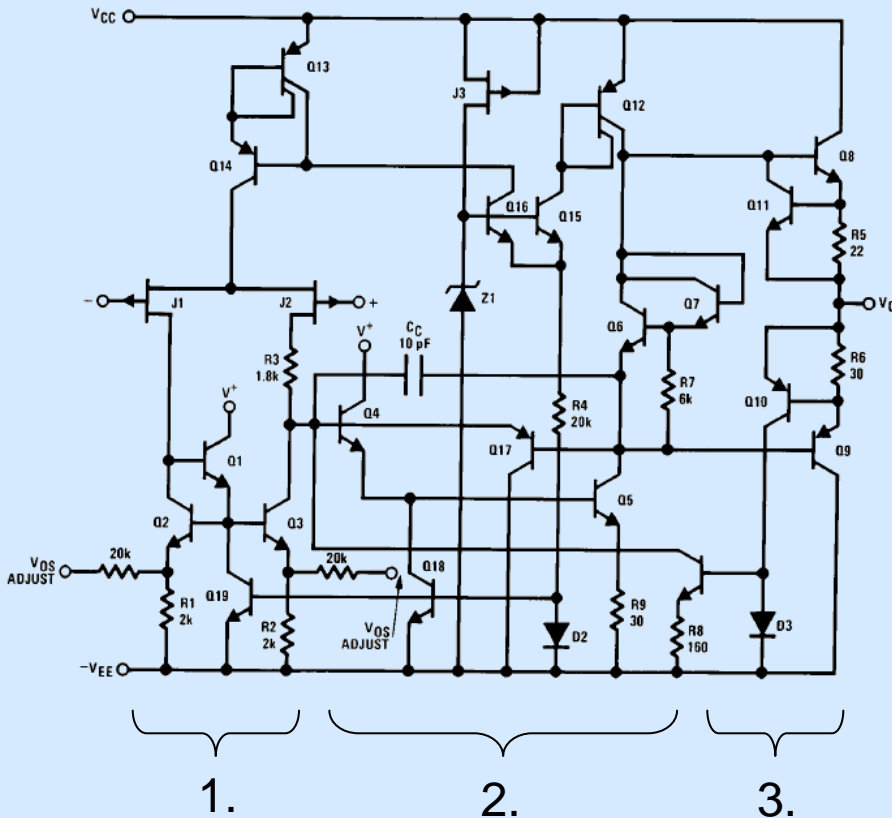 VCC
Q13
J3
Q12
Q14
Q8
Q16
Q15
Q11
R5
22
- J1
J2 +
Z1
Q6
Q7
R3
1.8k
V+
CC
10 pF
R6
30
Q4
R4
20k
R7
6k
Q10
V+
Q1
Q17
Q9
Q2
Q3
Q5
VOS
ADJUST
20k
20k
Q18
R1
2k
Q19
R2
2k
VOS
ADJUST
D2
R9
30
R8
160
D3
-VEE
1. 2. 3.